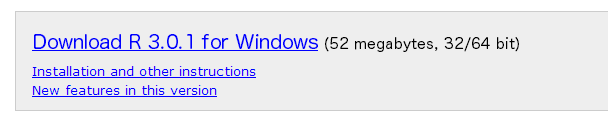 Download R 3.0.1 for Windows (52 megabytes, 32/64 bit)
Installation and other instructions
New features in this version